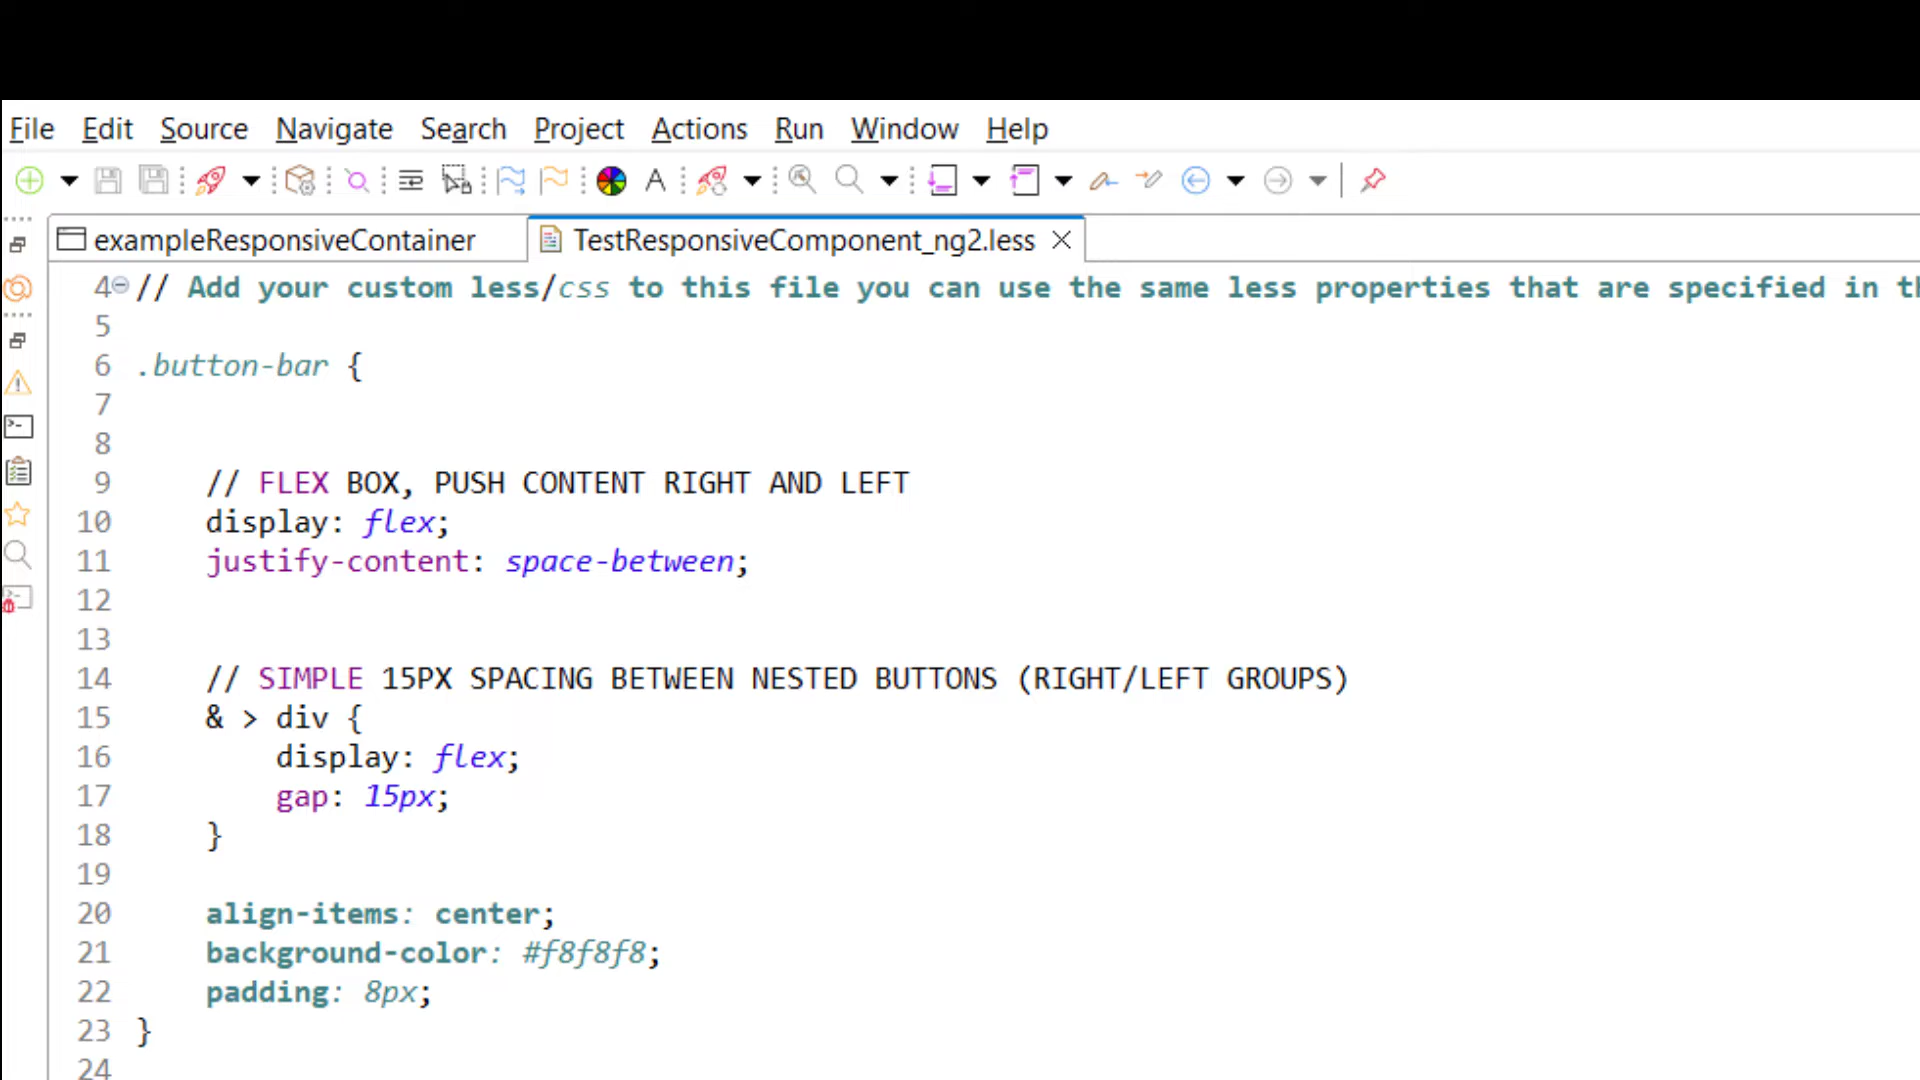 File Edit Source Navigate Search Project Actions Run Window Help
exampleResponsiveContainer TestResponsiveComponent_ng2.less
4 // Add your custom less/css to this file you can use the same less properties that are specified in
5
6 .button-bar {
7
8
9 // FLEX BOX, PUSH CONTENT RIGHT AND LEFT
10 display: flex;
11 justify-content: space-between;
12
13
14 // SIMPLE 15PX SPACING BETWEEN NESTED BUTTONS (RIGHT/LEFT GROUPS)
15 & > div {
16 display: flex;
17 gap: 15px;
18 }
19
20 align-items: center;
21 background-color: #f8f8f8;
22 padding: 8px;
23 }
24